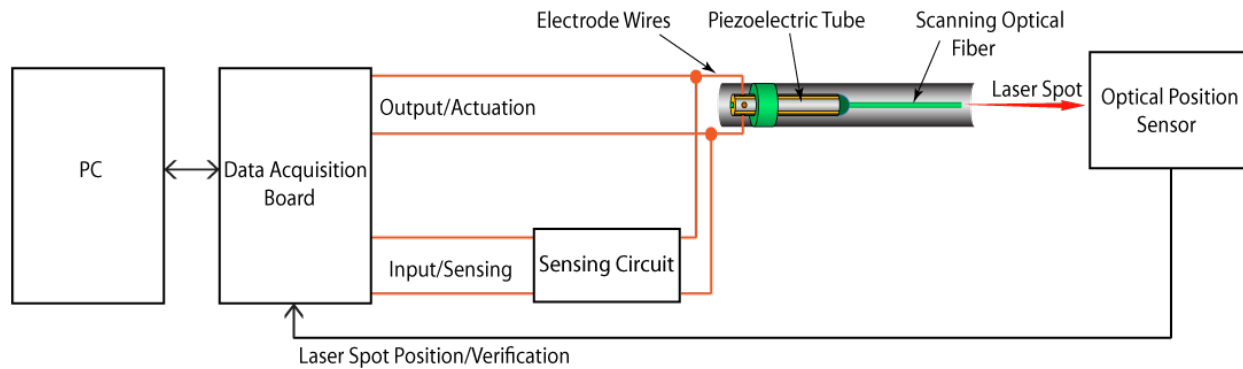 Electrode Wires
Piezoelectric Tube
Scanning Optical
Fiber
PC
Data Acquisition
Board
Output/Actuation
Laser Spot
Optical Position
Sensor
Input/Sensing
Sensing Circuit
Laser Spot Position/Verification